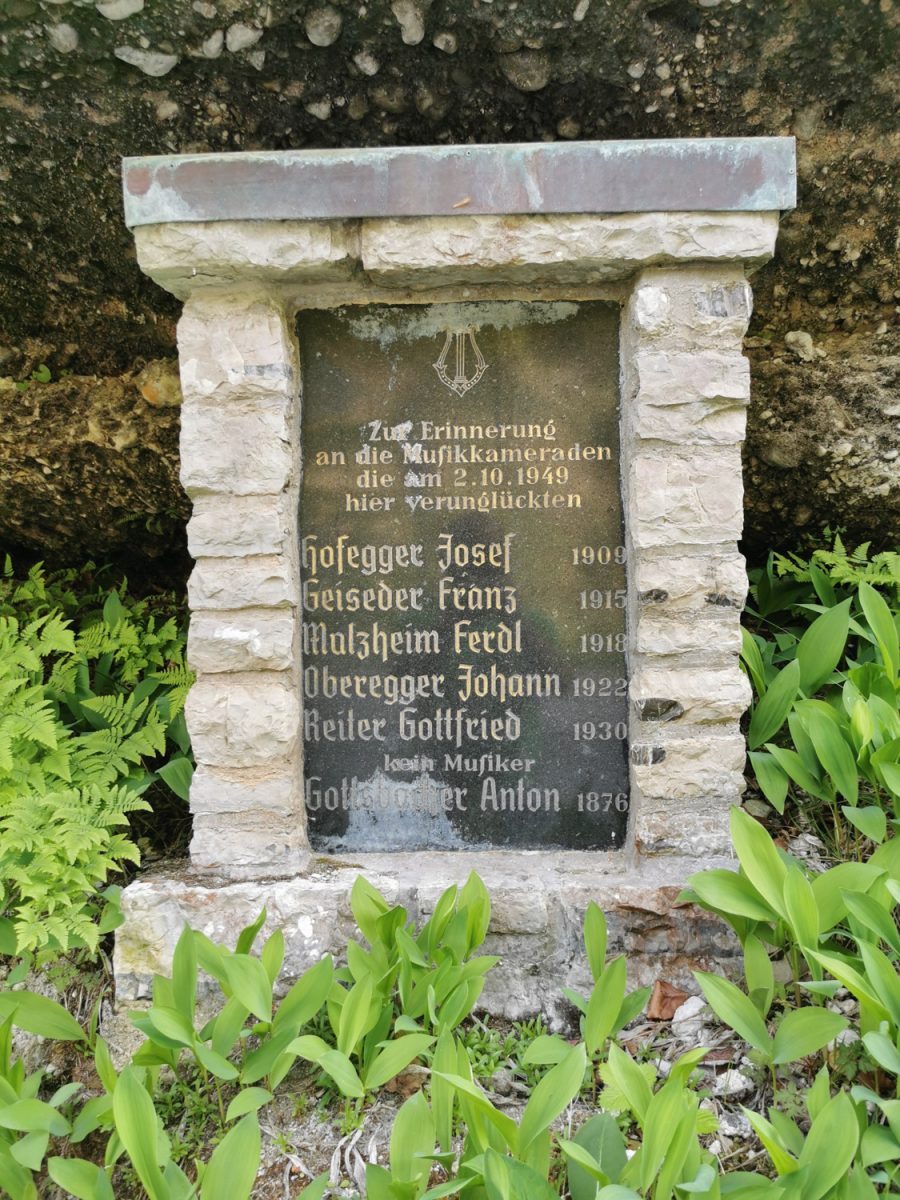 Zur Erinnerung
an die Musikkameraden
die am 2.10.1949
hier verunglückten
Hofegger Josef 1909
Geiseder Franz 1915
Malzheim Ferdl 1918
Oberegger Johann 1922
Reiter Gottfried 1930
kein Musiker
Gottsbacher Anton 1876